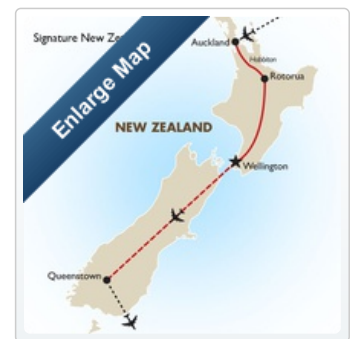 Signature New Ze
Auckland
Hobbiton
Rotorua
Enlarge Map
NEW ZEALAND
Wellington
Queenstown